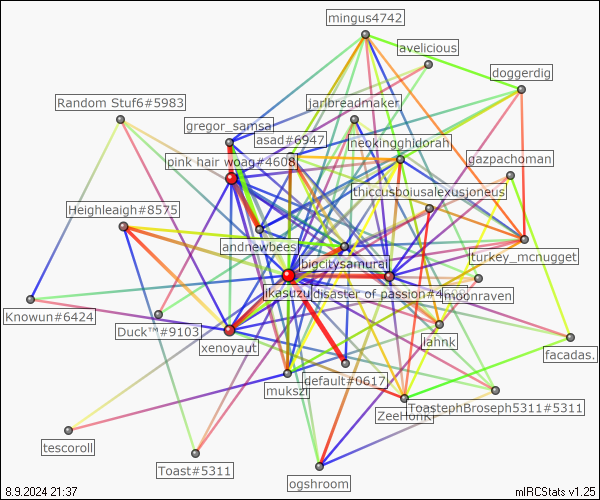 mingus4742
avelicious
doggerdig
Random Stuf6#5983
jarlbreadmaker
gregor_samsa
asad#6947
neokingghidorah
pink hair woag#4608
gazpachoman
thiccusboiusalexusjoneus
Heighleaigh#8575
andnewbees
turkey_mcnugget
bigcitysamurai
ikasuzu
disaster of passion#4
moonraven
Knowun#6424
Duck™#9103
xenoyaut
lahnk
facadas.
default#0617
mukszi
ZeeHonk
ToastephBroseph5311#5311
tescoroll
Toast#5311
ogshroom
8.9.2024 21:37
mIRCStats v1.25